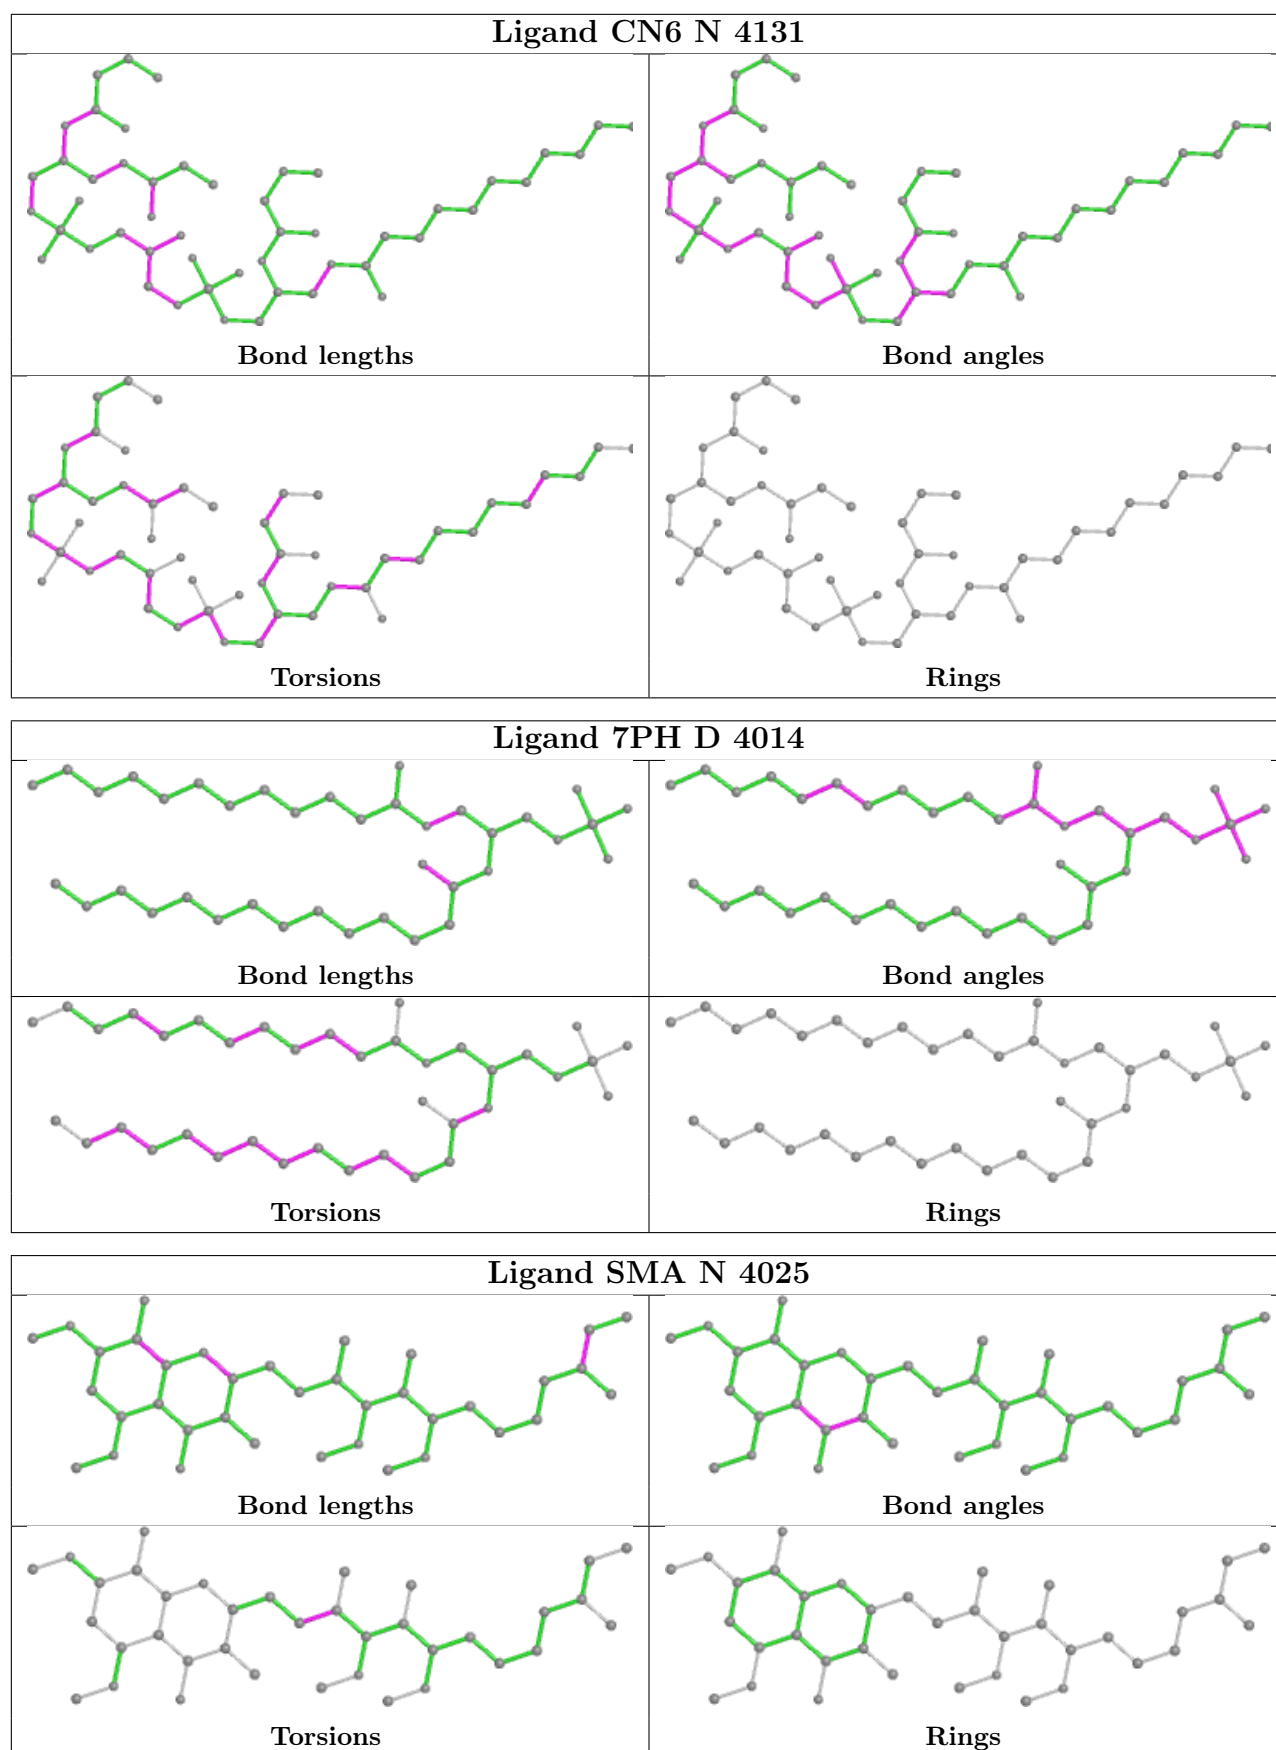 Ligand CN6 N 4131
Bond lengths
Bond angles
Torsions
Rings
Ligand 7PH D 4014
Bond lengths
Bond angles
Torsions
Rings
Ligand SMA N 4025
Bond lengths
Bond angles
Torsions
Rings